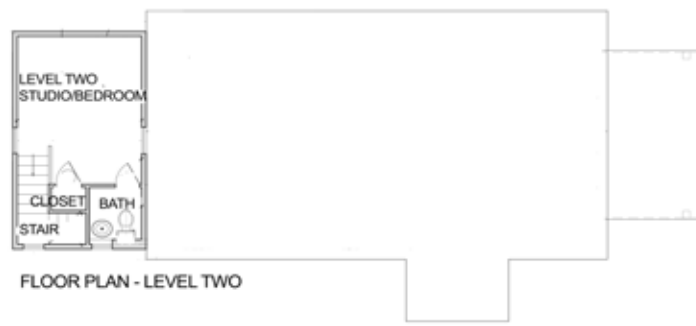 LEVEL TWO
STUDIO/BEDROOM
CLOSET
BATH
STAIR
FLOOR PLAN - LEVEL TWO